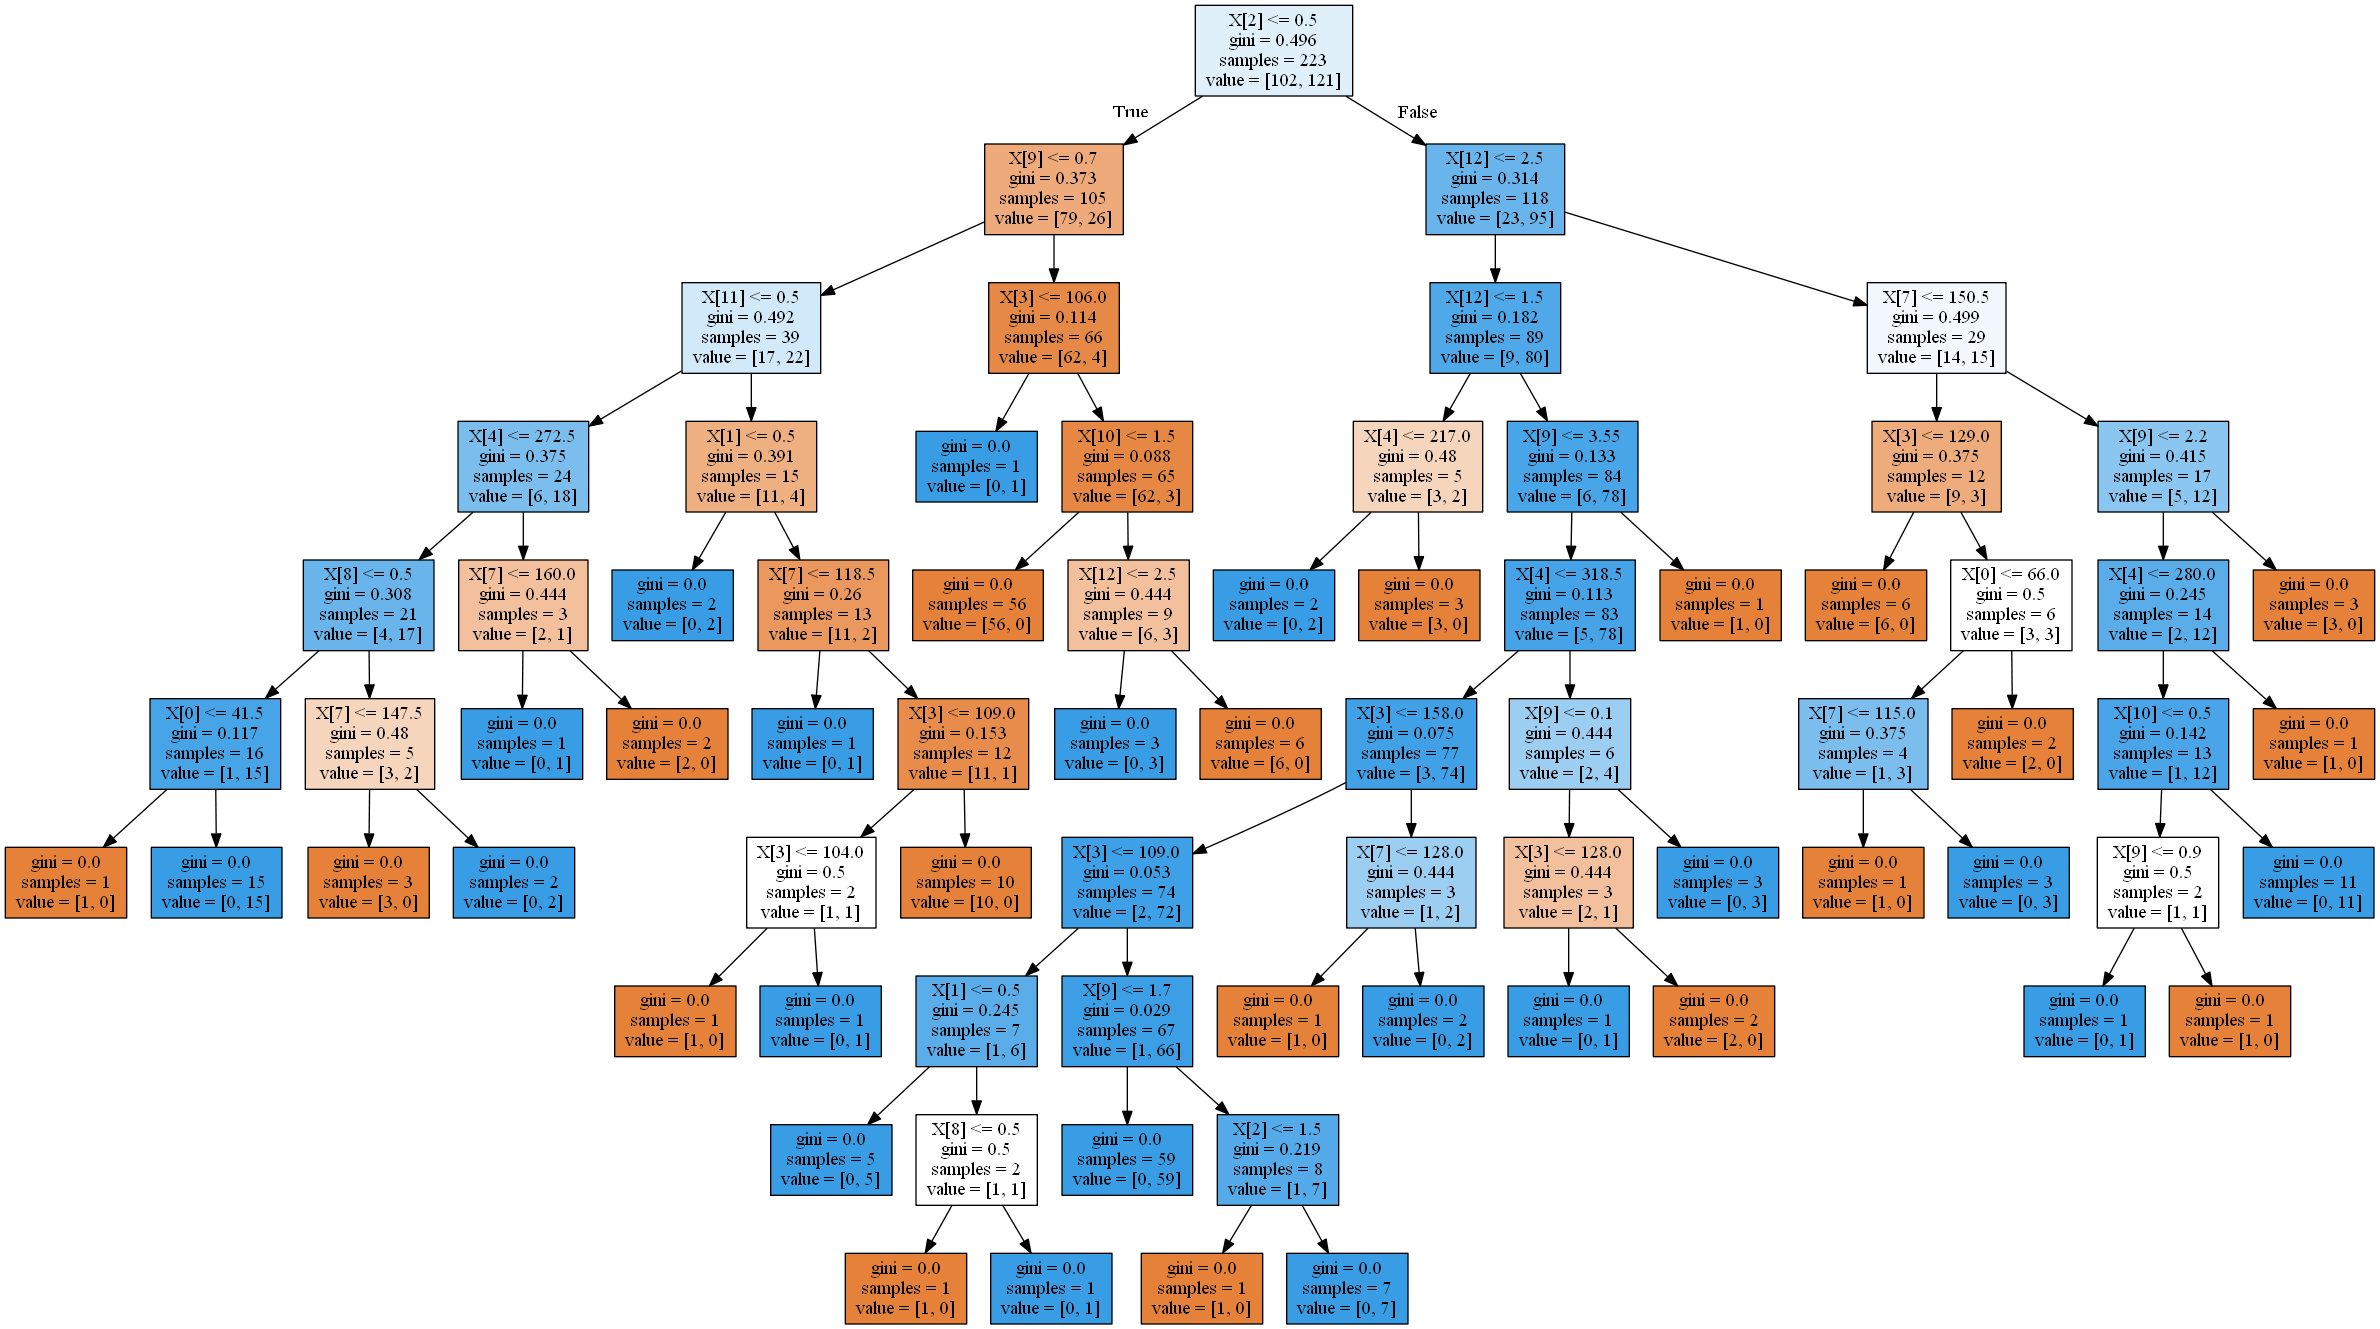 X[2] <= 0.5
gini = 0.496
samples = 223
value = [102, 121]
True
False
X[9] <= 0.7
gini = 0.373
samples = 105
value = [79, 26]
X[12] <= 2.5
gini = 0.314
samples = 118
value = [23, 95]
X[11] <= 0.5
gini = 0.492
samples = 39
value = [17, 22]
X[3] <= 106.0
gini = 0.114
samples = 66
value = [62, 4]
X[12] <= 1.5
gini = 0.182
samples = 89
value = [9, 80]
X[7] <= 150.5
gini = 0.499
samples = 29
value = [14, 15]
X[4] <= 272.5
gini = 0.375
samples = 24
value = [6, 18]
X[1] <= 0.5
gini = 0.391
samples = 15
value = [11, 4]
gini = 0.0
samples = 1
value = [0, 1]
X[10] <= 1.5
gini = 0.088
samples = 65
value = [62, 3]
X[4] <= 217.0
gini = 0.48
samples = 5
value = [3, 2]
X[9] <= 3.55
gini = 0.133
samples = 84
value = [6, 78]
X[3] <= 129.0
gini = 0.375
samples = 12
value = [9, 3]
X[9] <= 2.2
gini = 0.415
samples = 17
value = [5, 12]
X[8] <= 0.5
gini = 0.308
samples = 21
value = [4, 17]
X[7] <= 160.0
gini = 0.444
samples = 3
value = [2, 1]
gini = 0.0
samples = 2
value = [0, 2]
X[7] <= 118.5
gini = 0.26
samples = 13
value = [11, 2]
gini = 0.0
samples = 56
value = [56, 0]
X[12] <= 2.5
gini = 0.444
samples = 9
value = [6, 3]
gini = 0.0
samples = 2
value = [0, 2]
gini = 0.0
samples = 3
value = [3, 0]
X[4] <= 318.5
gini = 0.113
samples = 83
value = [5, 78]
gini = 0.0
samples = 1
value = [1, 0]
gini = 0.0
samples = 6
value = [6, 0]
X[0] <= 66.0
gini = 0.5
samples = 6
value = [3, 3]
X[4] <= 280.0
gini = 0.245
samples = 14
value = [2, 12]
gini = 0.0
samples = 3
value = [3, 0]
X[0] <= 41.5
gini = 0.117
samples = 16
value = [1, 15]
X[7] <= 147.5
gini = 0.48
samples = 5
value = [3, 2]
gini = 0.0
samples = 1
value = [0, 1]
gini = 0.0
samples = 2
value = [2, 0]
gini = 0.0
samples = 1
value = [0, 1]
X[3] <= 109.0
gini = 0.153
samples = 12
value = [11, 1]
gini = 0.0
samples = 3
value = [0, 3]
gini = 0.0
samples = 6
value = [6, 0]
X[3] <= 158.0
gini = 0.075
samples = 77
value = [3, 74]
X[9] <= 0.1
gini = 0.444
samples = 6
value = [2, 4]
X[7] <= 115.0
gini = 0.375
samples = 4
value = [1, 3]
gini = 0.0
samples = 2
value = [2, 0]
X[10] <= 0.5
gini = 0.142
samples = 13
value = [1, 12]
gini = 0.0
samples = 1
value = [1, 0]
gini = 0.0
samples = 1
value = [1, 0]
gini = 0.0
samples = 15
value = [0, 15]
gini = 0.0
samples = 3
value = [3, 0]
gini = 0.0
samples = 2
value = [0, 2]
X[3] <= 104.0
gini = 0.5
samples = 2
value = [1, 1]
gini = 0.0
samples = 10
value = [10, 0]
X[3] <= 109.0
gini = 0.053
samples = 74
value = [2, 72]
X[7] <= 128.0
gini = 0.444
samples = 3
value = [1, 2]
X[3] <= 128.0
gini = 0.444
samples = 3
value = [2, 1]
gini = 0.0
samples = 3
value = [0, 3]
gini = 0.0
samples = 1
value = [1, 0]
gini = 0.0
samples = 3
value = [0, 3]
X[9] <= 0.9
gini = 0.5
samples = 2
value = [1, 1]
gini = 0.0
samples = 11
value = [0, 11]
gini = 0.0
samples = 1
value = [1, 0]
gini = 0.0
samples = 1
value = [0, 1]
X[1] <= 0.5
gini = 0.245
samples = 7
value = [1, 6]
X[9] <= 1.7
gini = 0.029
samples = 67
value = [1, 66]
gini = 0.0
samples = 1
value = [1, 0]
gini = 0.0
samples = 2
value = [0, 2]
gini = 0.0
samples = 1
value = [0, 1]
gini = 0.0
samples = 2
value = [2, 0]
gini = 0.0
samples = 1
value = [0, 1]
gini = 0.0
samples = 1
value = [1, 0]
gini = 0.0
samples = 5
value = [0, 5]
X[8] <= 0.5
gini = 0.5
samples = 2
value = [1, 1]
gini = 0.0
samples = 59
value = [0, 59]
X[2] <= 1.5
gini = 0.219
samples = 8
value = [1, 7]
gini = 0.0
samples = 1
value = [1, 0]
gini = 0.0
samples = 1
value = [0, 1]
gini = 0.0
samples = 1
value = [1, 0]
gini = 0.0
samples = 7
value = [0, 7]